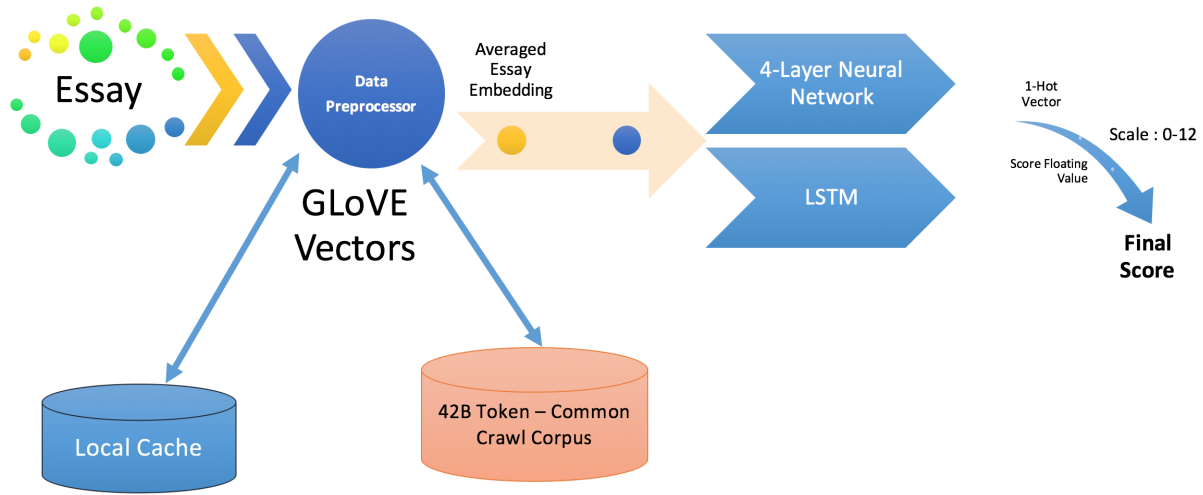 Essay
Data
Preprocessor
GLoVE
Vectors
Averaged
Essay
Embedding
4-Layer Neural
Network
LSTM
1-Hot
Vector
Scale : 0-12
Score Floating
Value
Final
Score
Local Cache
42B Token – Common
Crawl Corpus